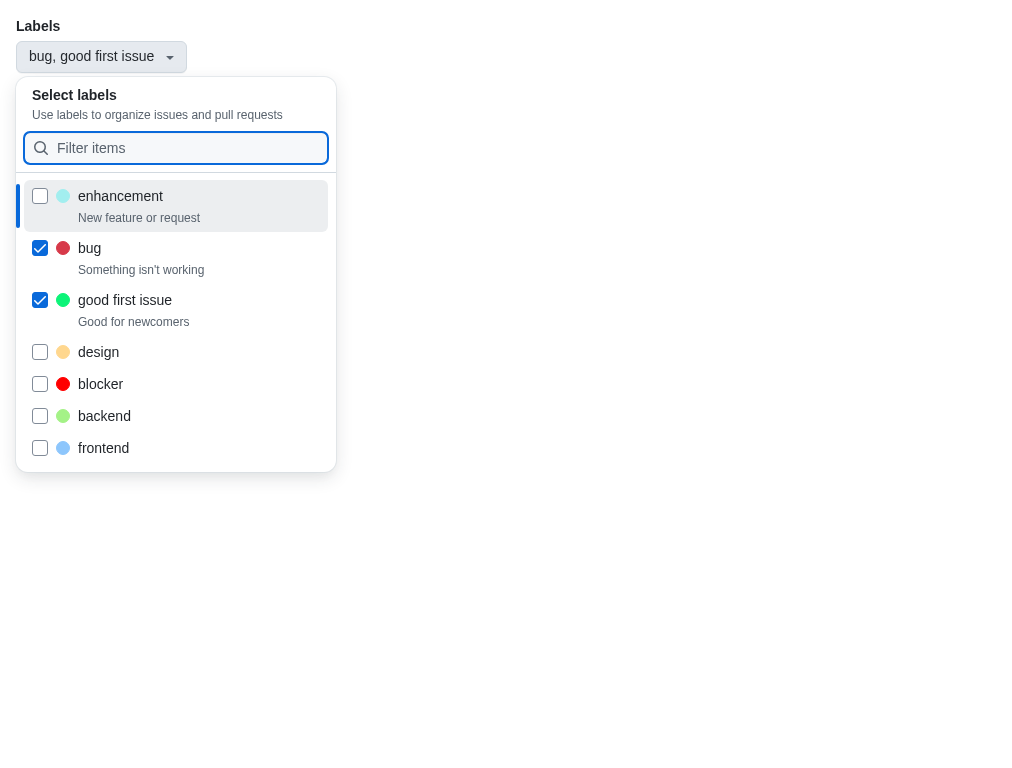 Labels
bug, good first issue
Select labels
Use labels to organize issues and pull requests
Filter items
enhancement
New feature or request
bug
Something isn't working
good first issue
Good for newcomers
design
blocker
backend
frontend